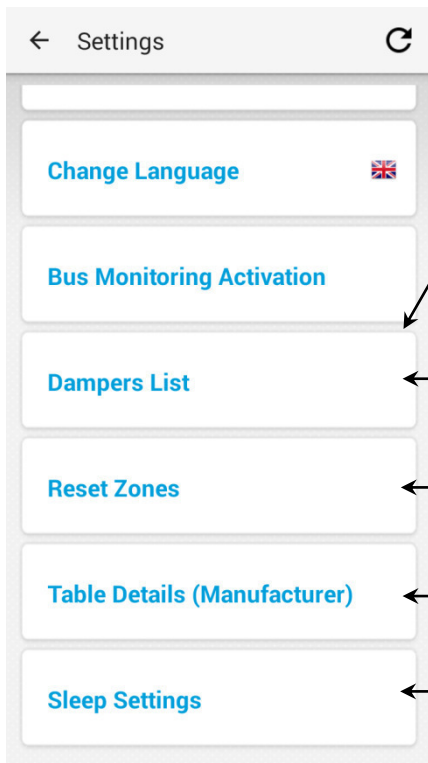 Settings
Change Language
Bus Monitoring Activation
Dampers List
Reset Zones
Table Details (Manufacturer)
Sleep Settings